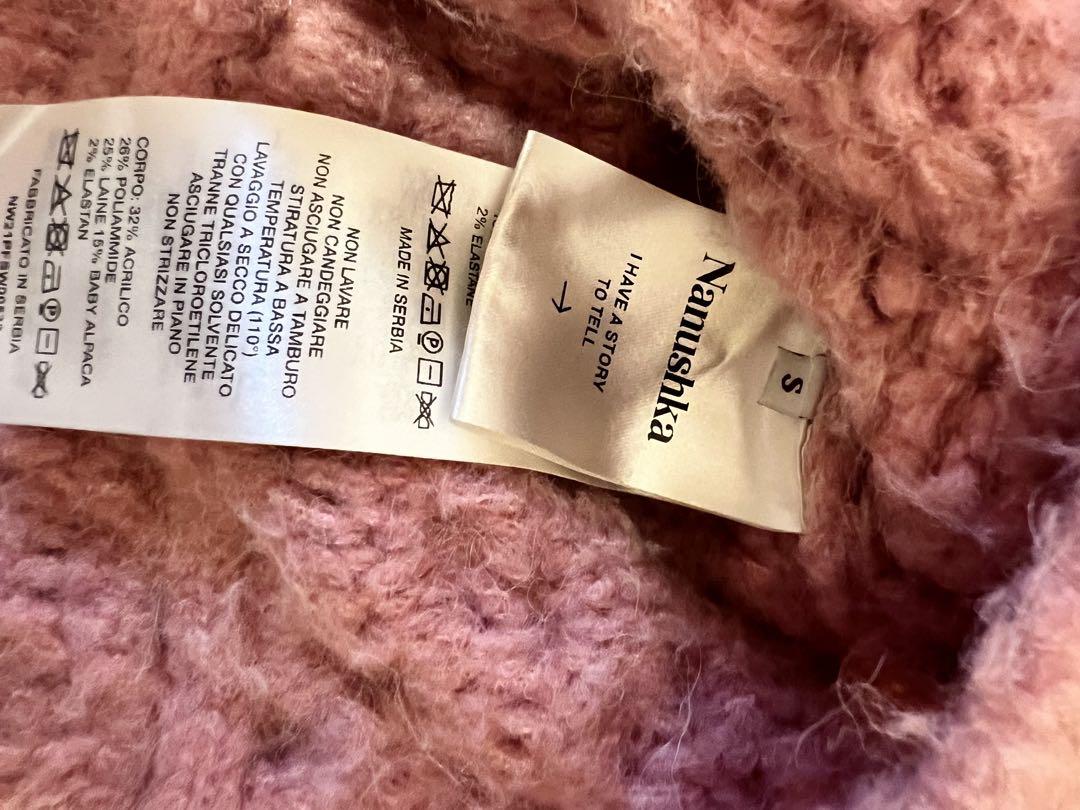 S
Nanushka
I HAVE A STORY
TO TELL
2% ELASTANE
MADE IN SERBIA
NON LAVARE
NON CANDEGGIARE
NON ASCIUGARE A TAMBURO
STIRATURA A BASSA
TEMPERATURA (110°)
LAVAGGIO A SECCO DELICATO
CON QUALSIASI SOLVENTE
TRANNE TRICLOROETILENE
ASCIUGARE IN PIANO
NON STRIZZARE
CORPO: 32% ACRILICO
26% POLIAMMIDE
25% LAINE 15% BABY ALPACA
2% ELASTAN
FABBRICATO IN SERBIA